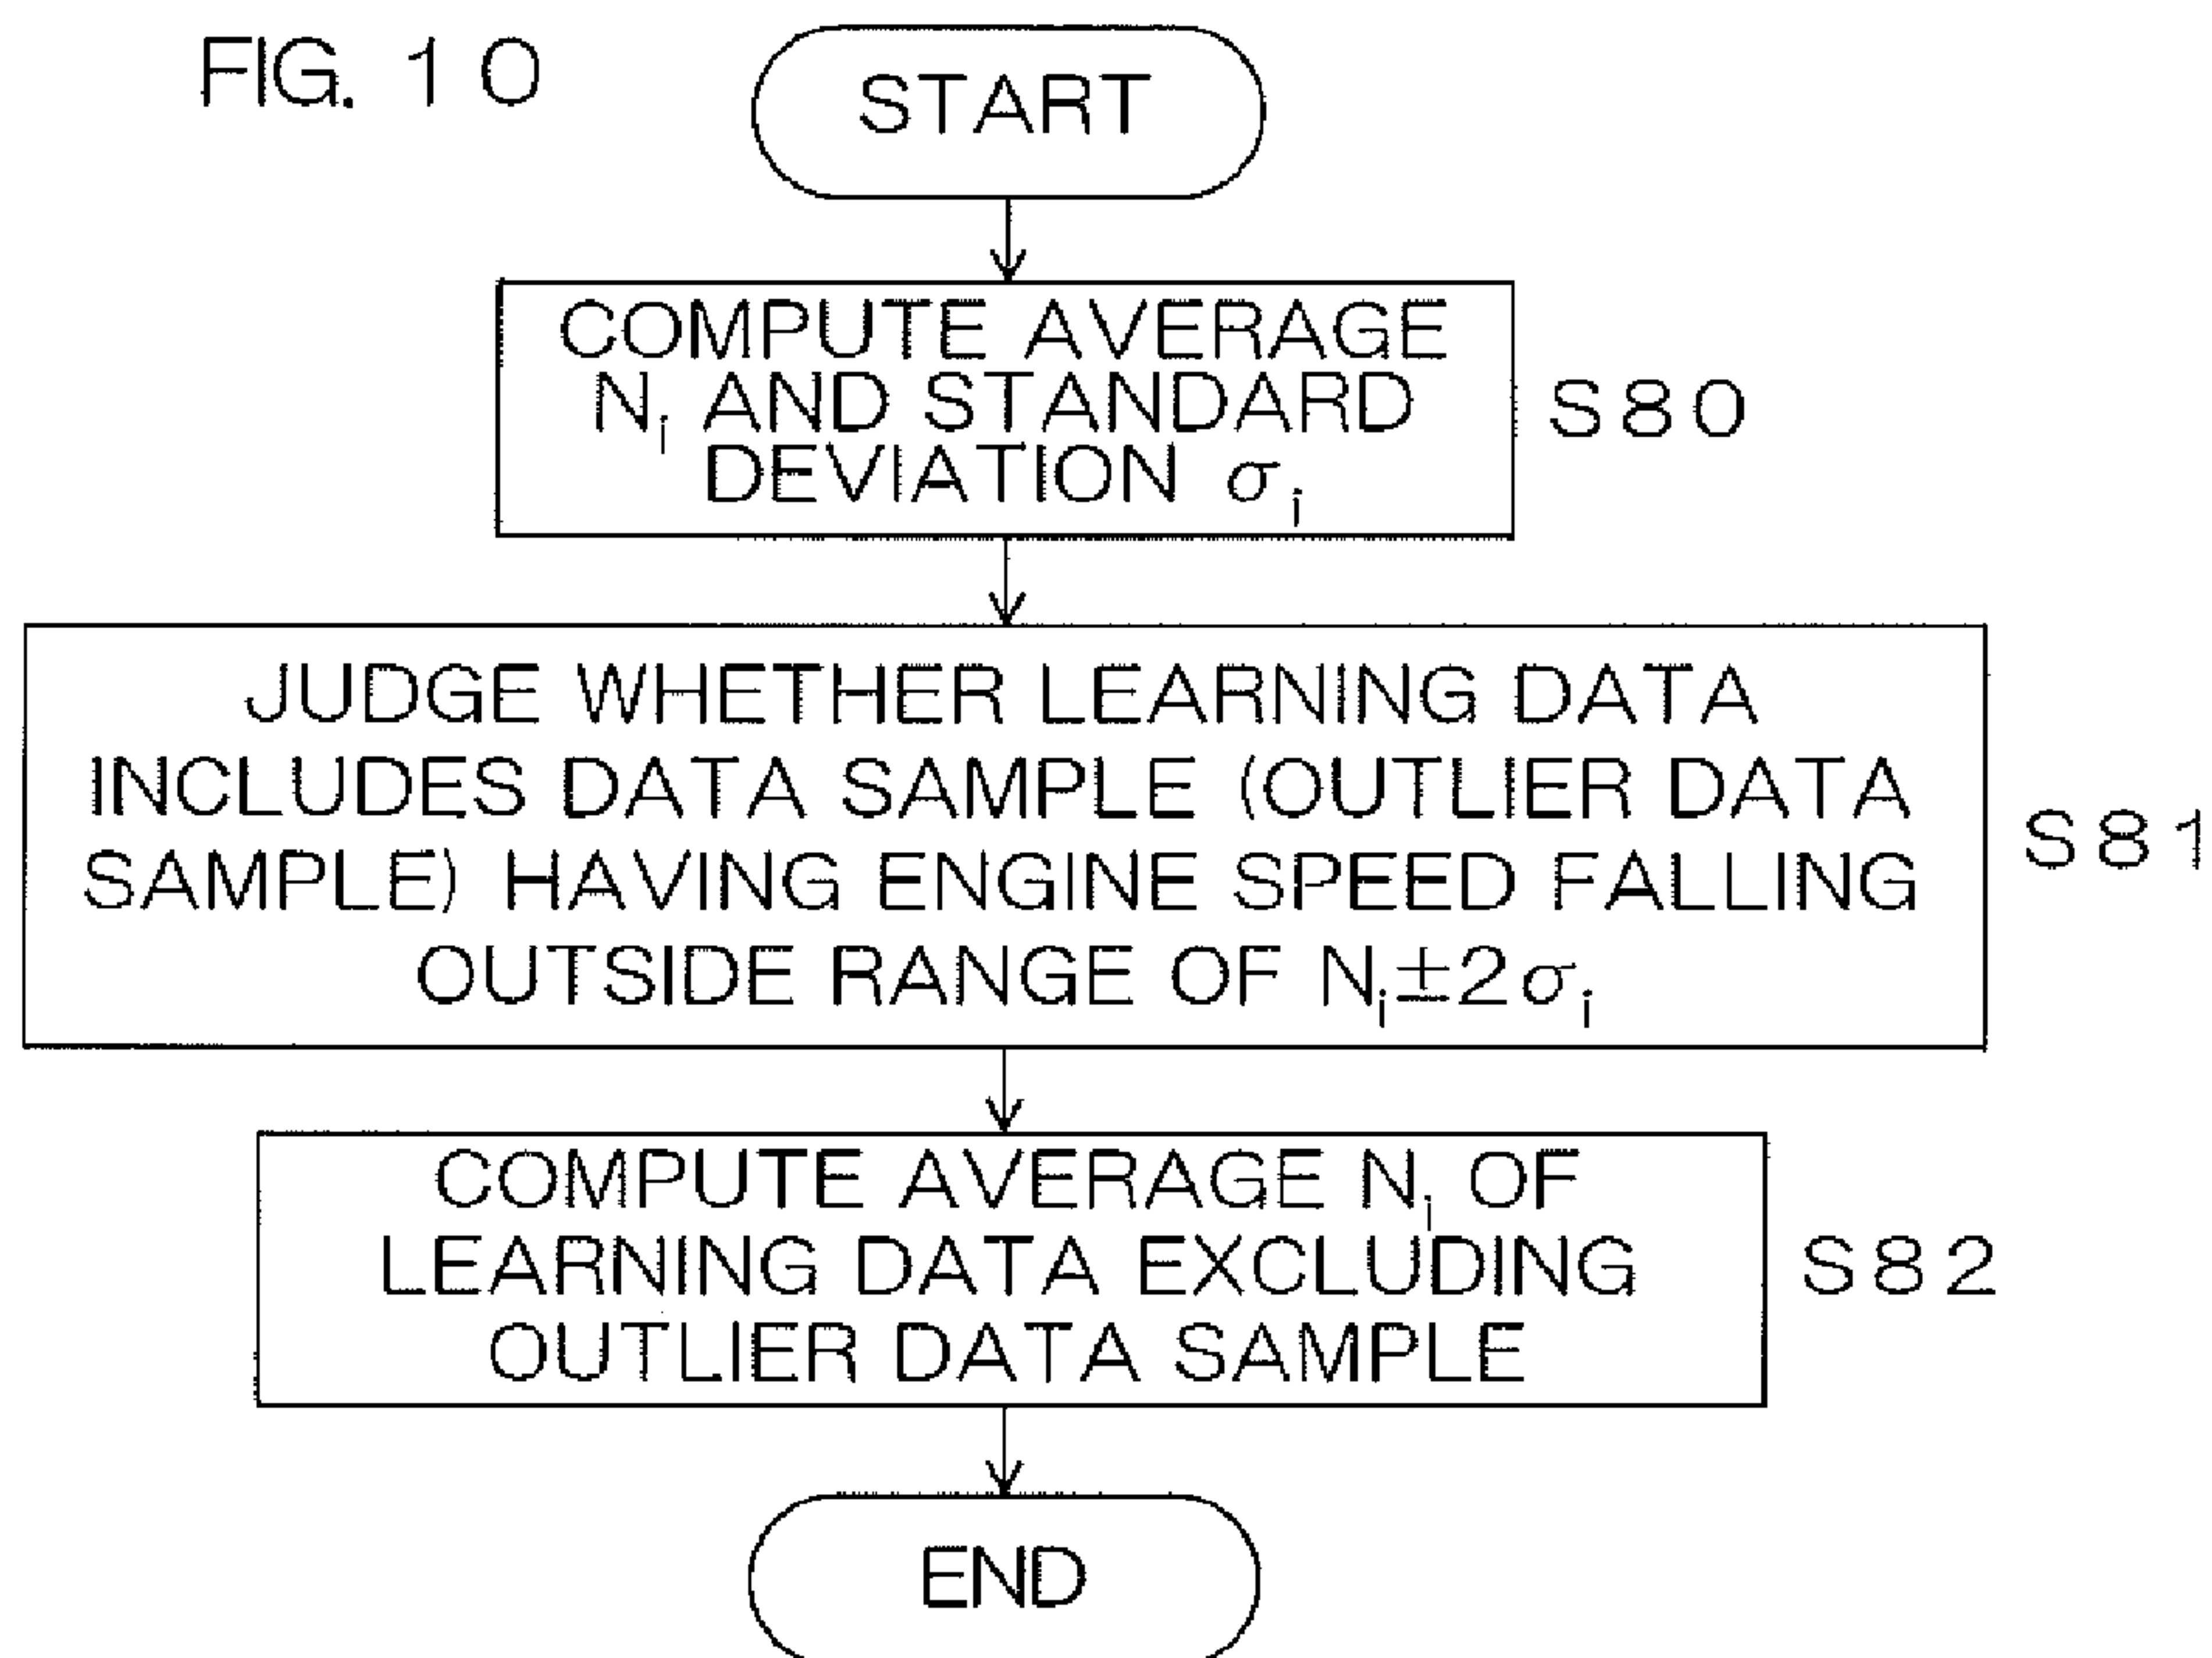 FIG. 10
START
COMPUTE AVERAGE
Ni AND STANDARD
DEVIATION σi
S80
JUDGE WHETHER LEARNING DATA
INCLUDES DATA SAMPLE (OUTLIER DATA
SAMPLE) HAVING ENGINE SPEED FALLING
OUTSIDE RANGE OF Ni±2σi
S81
COMPUTE AVERAGE Ni OF
LEARNING DATA EXCLUDING
OUTLIER DATA SAMPLE
S82
END